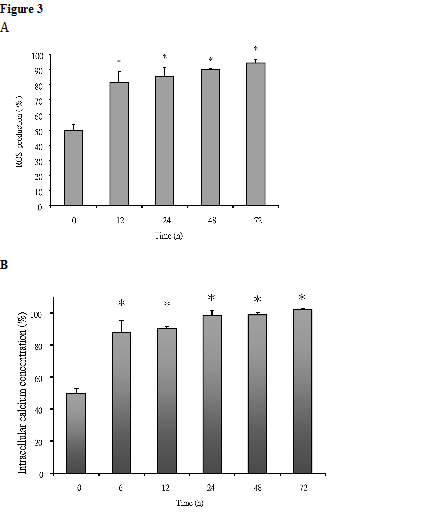 Figure 3
A
ROS production (%)
100
90
80
70
60
50
40
30
20
10
0
* * * *
0 12 24 48 72
Time (h)
B
Intracellular calcium concentration (%)
100
80
60
40
20
0
* * * * *
0 6 12 24 48 72
Time (h)